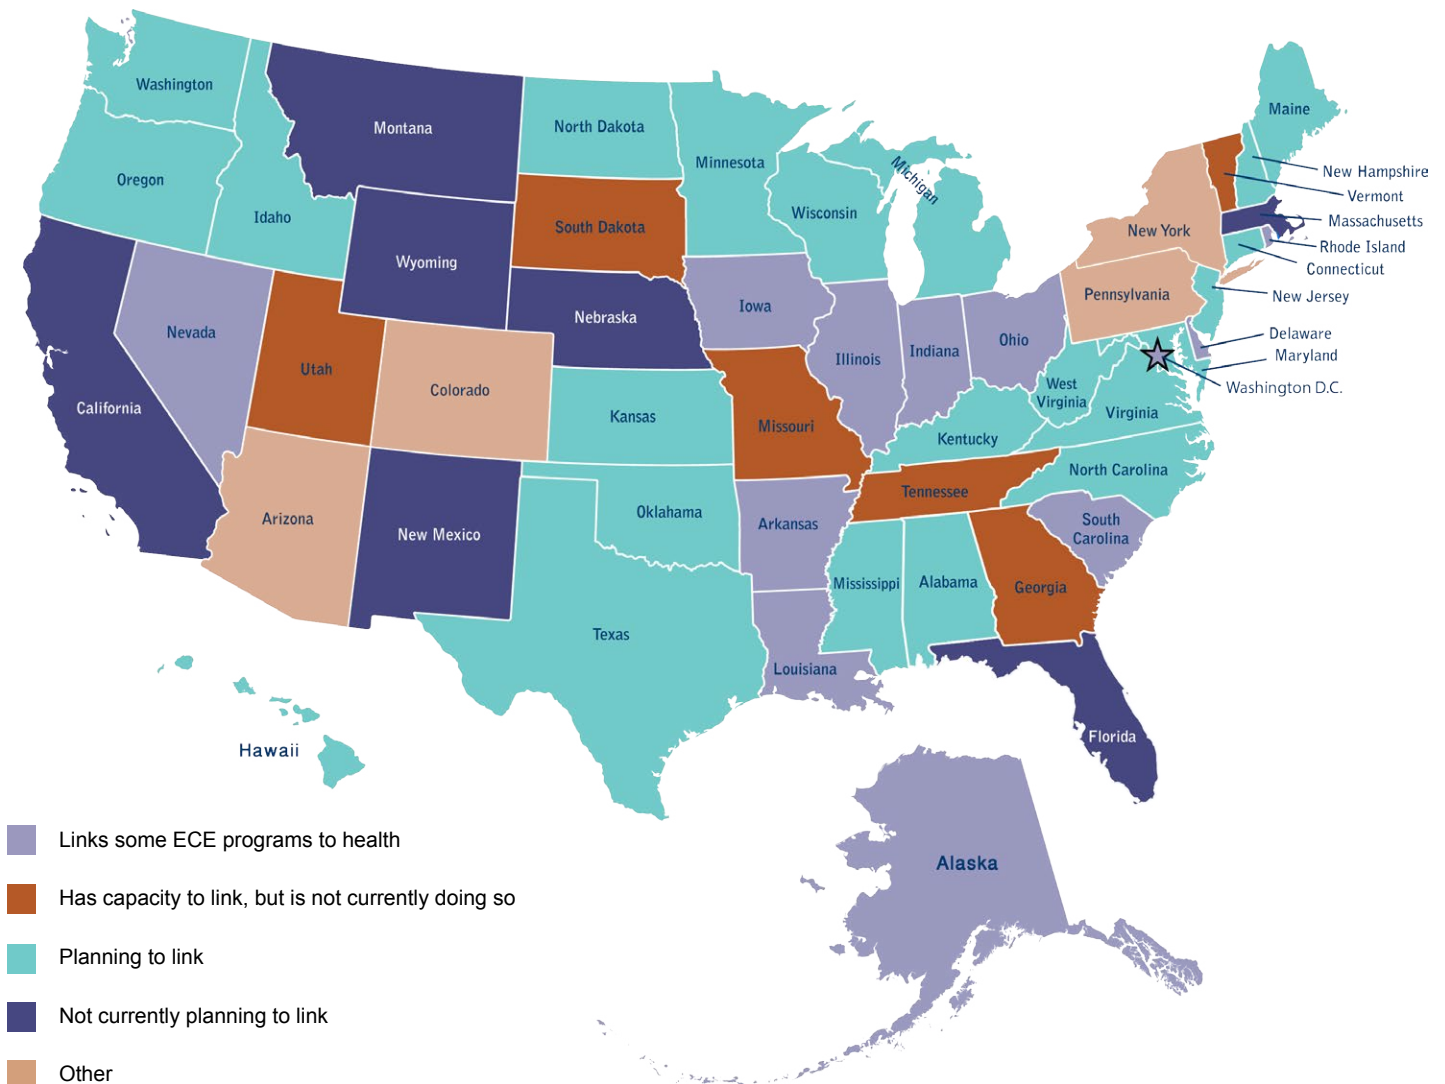 Washington
Montana
North Dakota
Minnesota
Maine
Oregon
Idaho
Wisconsin
Michigan
New Hampshire
Vermont
South Dakota
New York
Massachusetts
Rhode Island
Connecticut
Wyoming
Iowa
Pennsylvania
New Jersey
Nevada
Nebraska
Illinois
Indiana
Ohio
Delaware
Maryland
Utah
Colorado
West
Virginia
Washington D.C.
California
Kansas
Missouri
Kentucky
Virginia
Arizona
New Mexico
Oklahoma
Arkansas
Tennessee
North Carolina
South
Carolina
Texas
Mississippi
Alabama
Georgia
Louisiana
Florida
Hawaii
Alaska
Links some ECE programs to health
Has capacity to link, but is not currently doing so
Planning to link
Not currently planning to link
Other